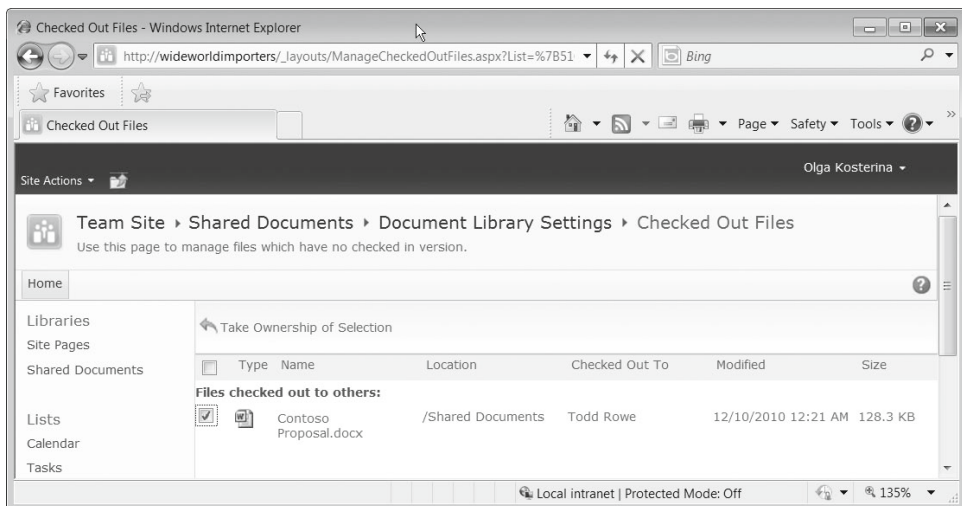 Checked Out Files - Windows Internet Explorer
http://wideworldimporters/_layouts/ManageCheckedOutFiles.aspx?List=%7B51
Bing
Favorites
Checked Out Files
Page Safety Tools
Olga Kosterina
Site Actions
Team Site Shared Documents Document Library Settings Checked Out Files
Use this page to manage files which have no checked in version.
Home
Libraries
Site Pages
Shared Documents
Lists
Calendar
Tasks
Take Ownership of Selection
Type Name Location Checked Out To Modified Size
Files checked out to others:
Contoso /Shared Documents Todd Rowe 12/10/2010 12:21 AM 128.3 KB
Proposal.docx
Local intranet | Protected Mode: Off 135%